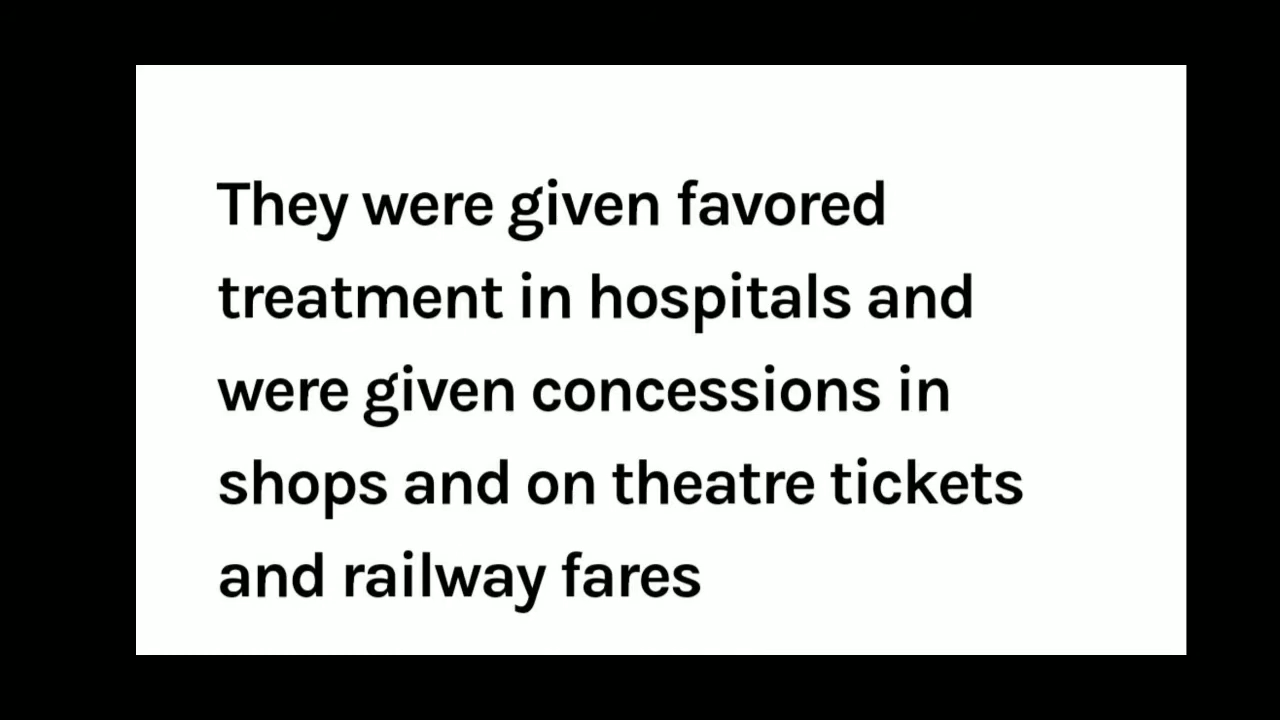 They were given favored
treatment in hospitals and
were given concessions in
shops and on theatre tickets
and railway fares